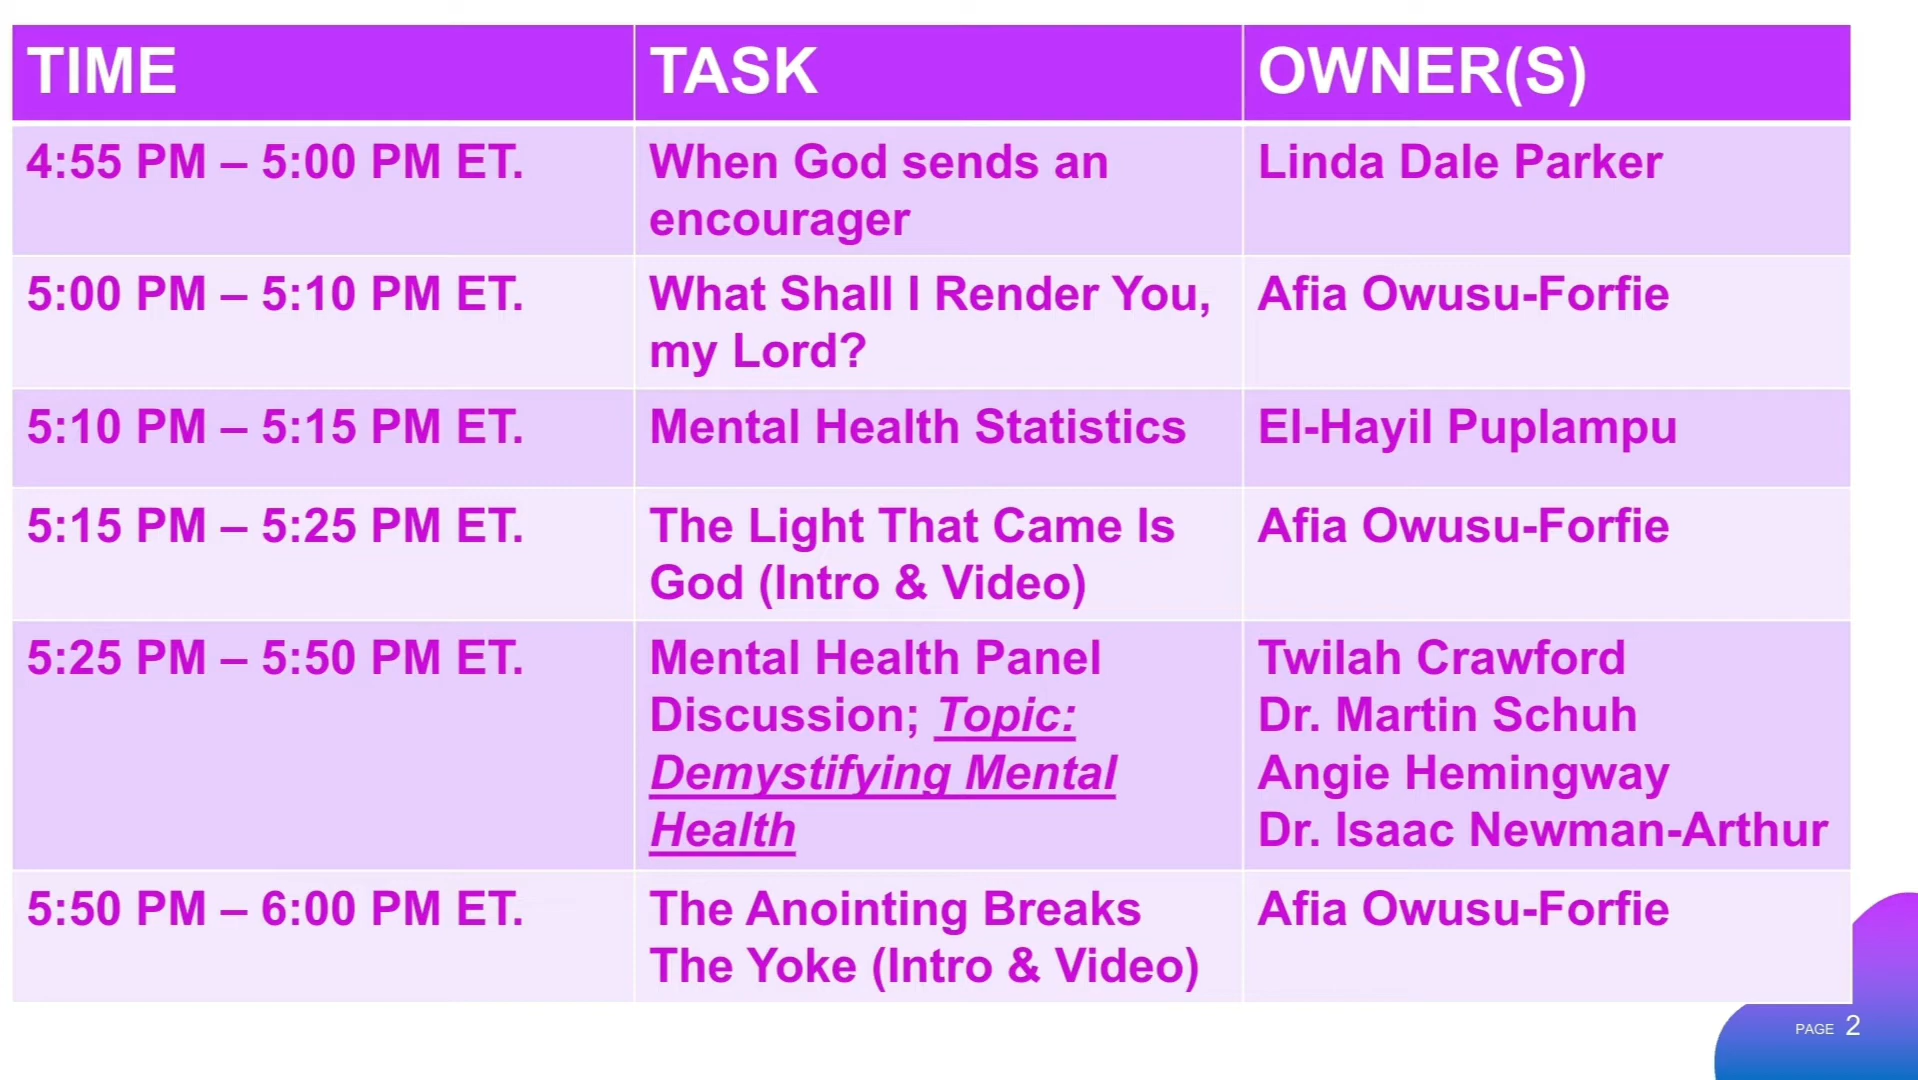 TIME TASK OWNER(S)
4:55 PM – 5:00 PM ET. When God sends an Linda Dale Parker
encourager
5:00 PM – 5:10 PM ET. What Shall I Render You, Afia Owusu-Forfie
my Lord?
5:10 PM – 5:15 PM ET. Mental Health Statistics El-Hayil Puplampu
5:15 PM – 5:25 PM ET. The Light That Came Is Afia Owusu-Forfie
God (Intro & Video)
5:25 PM – 5:50 PM ET. Mental Health Panel Twilah Crawford
Discussion; Topic: Dr. Martin Schuh
Demystifying Mental Angie Hemingway
Health Dr. Isaac Newman-Arthur
5:50 PM – 6:00 PM ET. The Anointing Breaks Afia Owusu-Forfie
The Yoke (Intro & Video)
PAGE 2